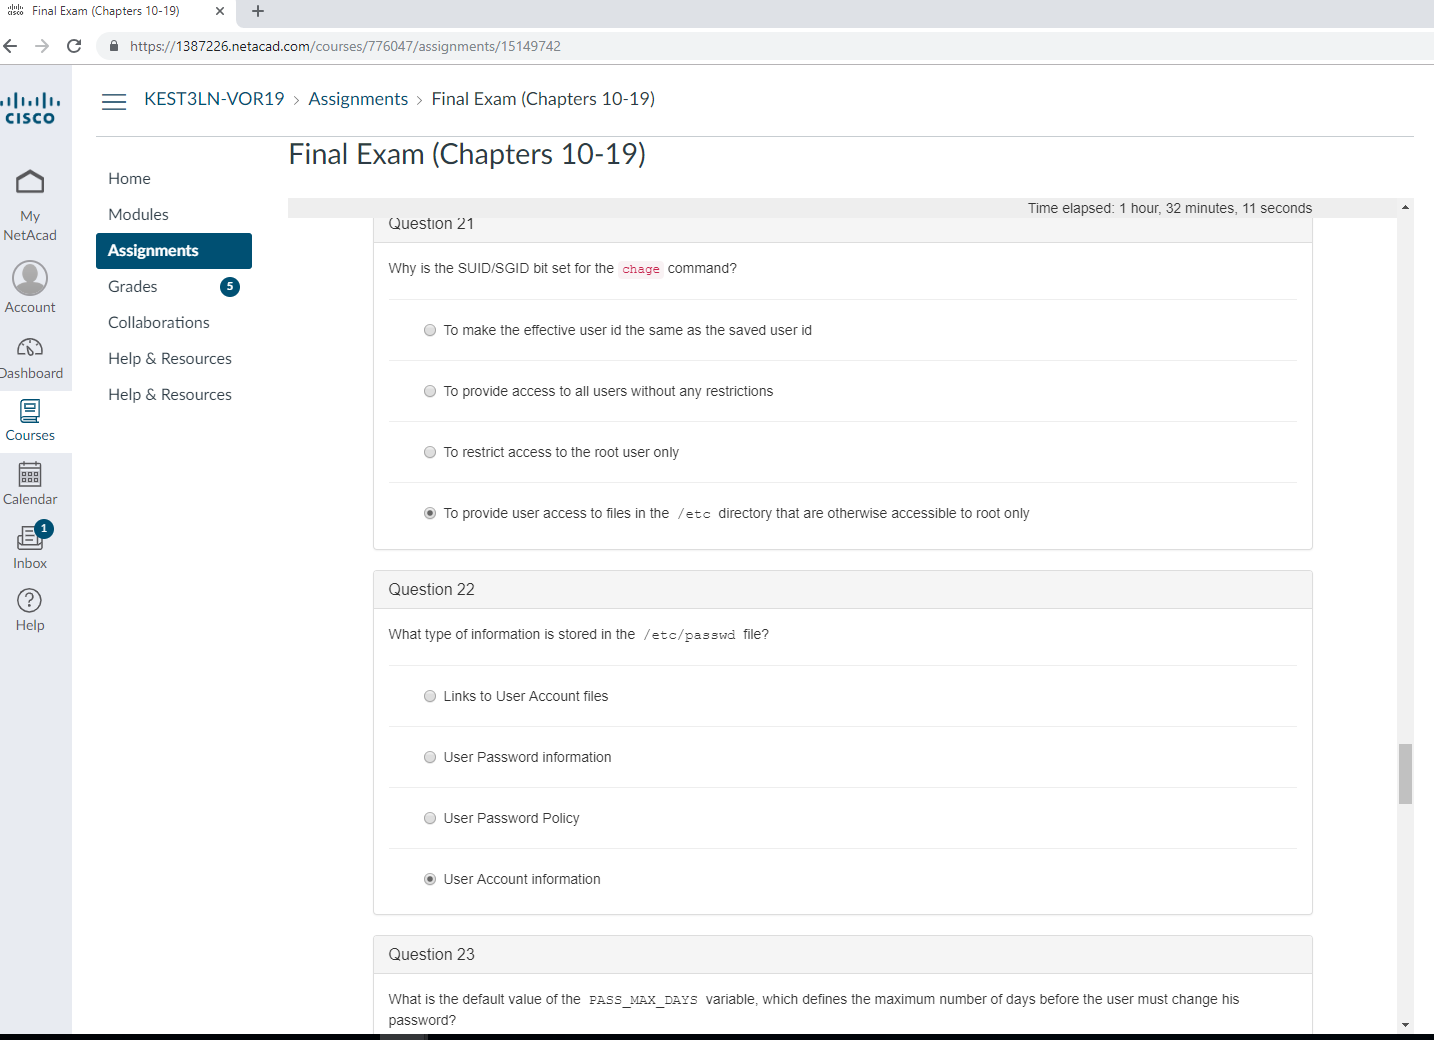 Final Exam (Chapters 10-19)
https://1387226.netacad.com/courses/776047/assignments/15149742
CISCO
KEST3LN-VOR19 > Assignments > Final Exam (Chapters 10-19)
Final Exam (Chapters 10-19)
My
NetAcad
Account
Dashboard
Courses
Calendar
1
Inbox
Help
Home
Modules
Assignments
Grades 5
Collaborations
Help & Resources
Help & Resources
Time elapsed: 1 hour, 32 minutes, 11 seconds
Question 21
Why is the SUID/SGID bit set for the chage command?
To make the effective user id the same as the saved user id
To provide access to all users without any restrictions
To restrict access to the root user only
To provide user access to files in the /etc directory that are otherwise accessible to root only
Question 22
What type of information is stored in the /etc/passwd file?
Links to User Account files
User Password information
User Password Policy
User Account information
Question 23
What is the default value of the PASS_MAX_DAYS variable, which defines the maximum number of days before the user must change his
password?